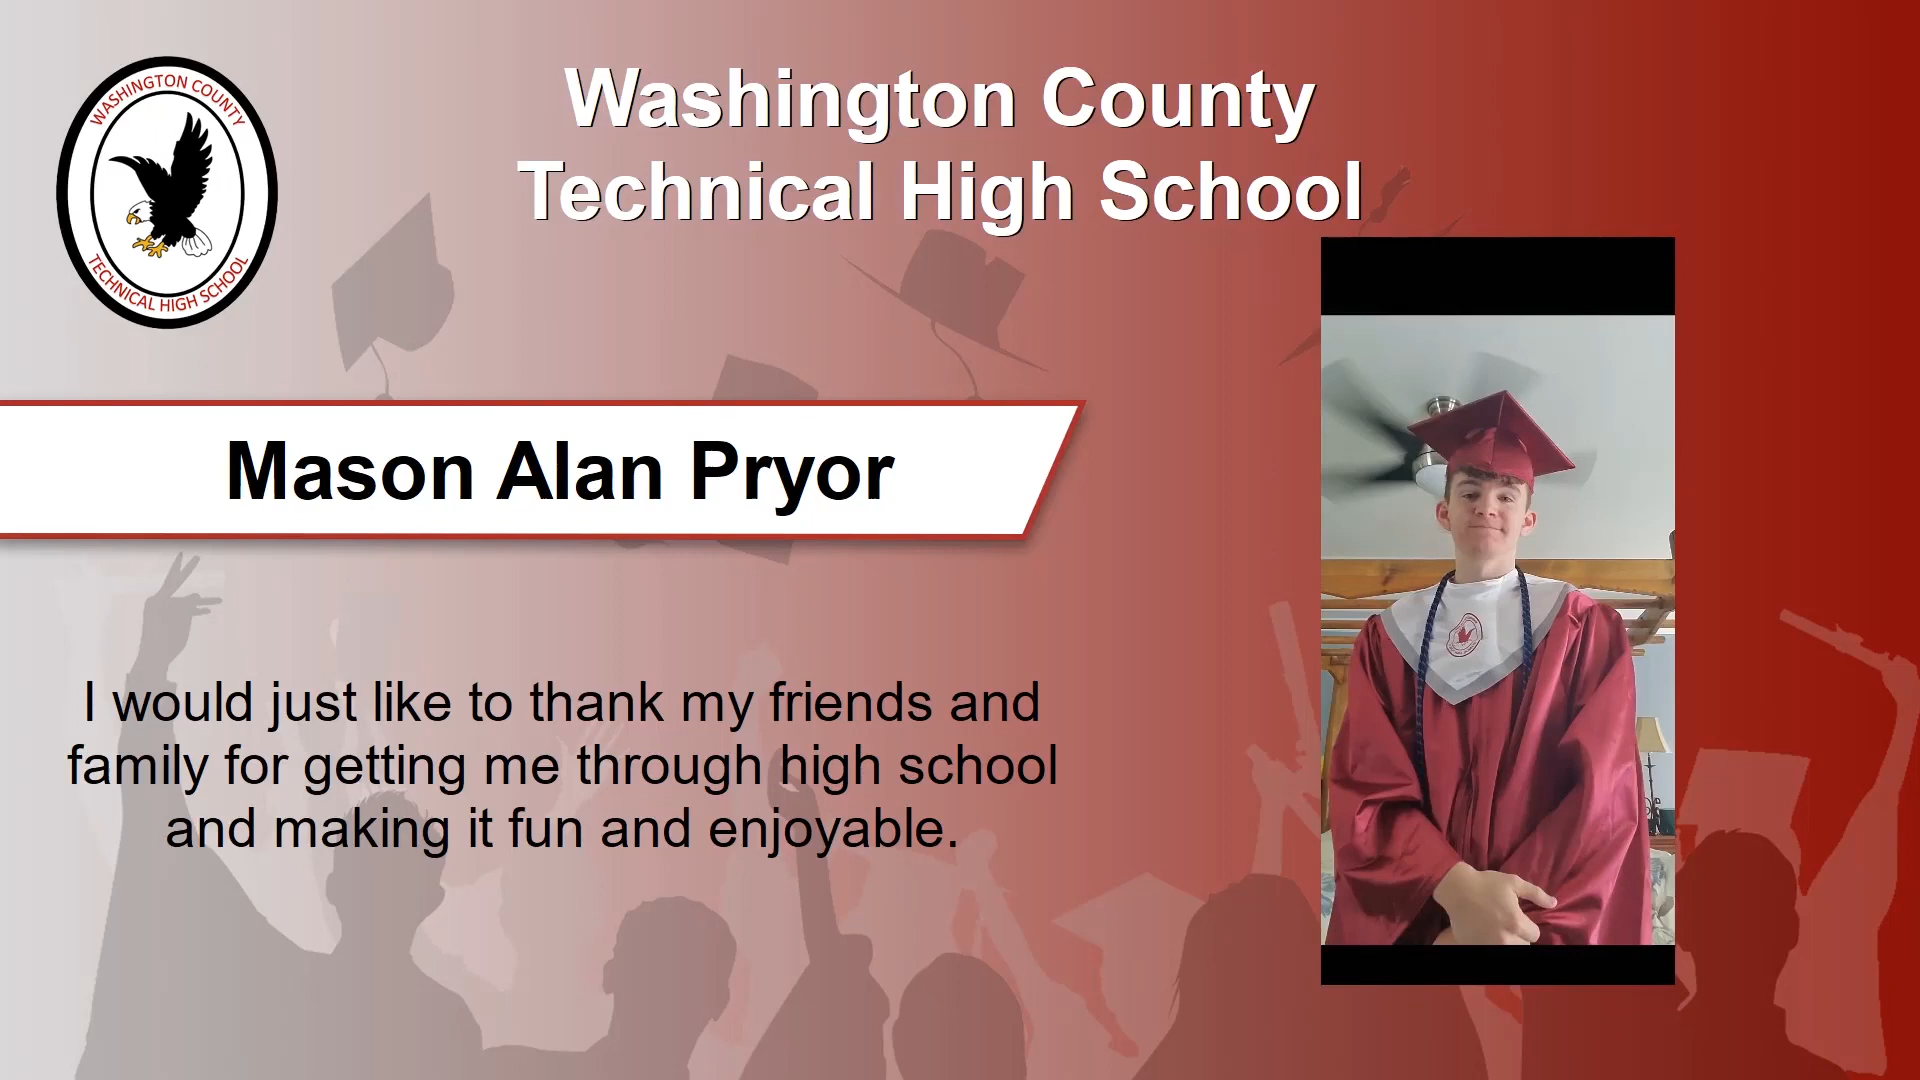 WASHINGTON COUNTY
TECHNICAL HIGH SCHOOL
Washington County
Technical High School
Mason Alan Pryor
I would just like to thank my friends and
family for getting me through high school
and making it fun and enjoyable.